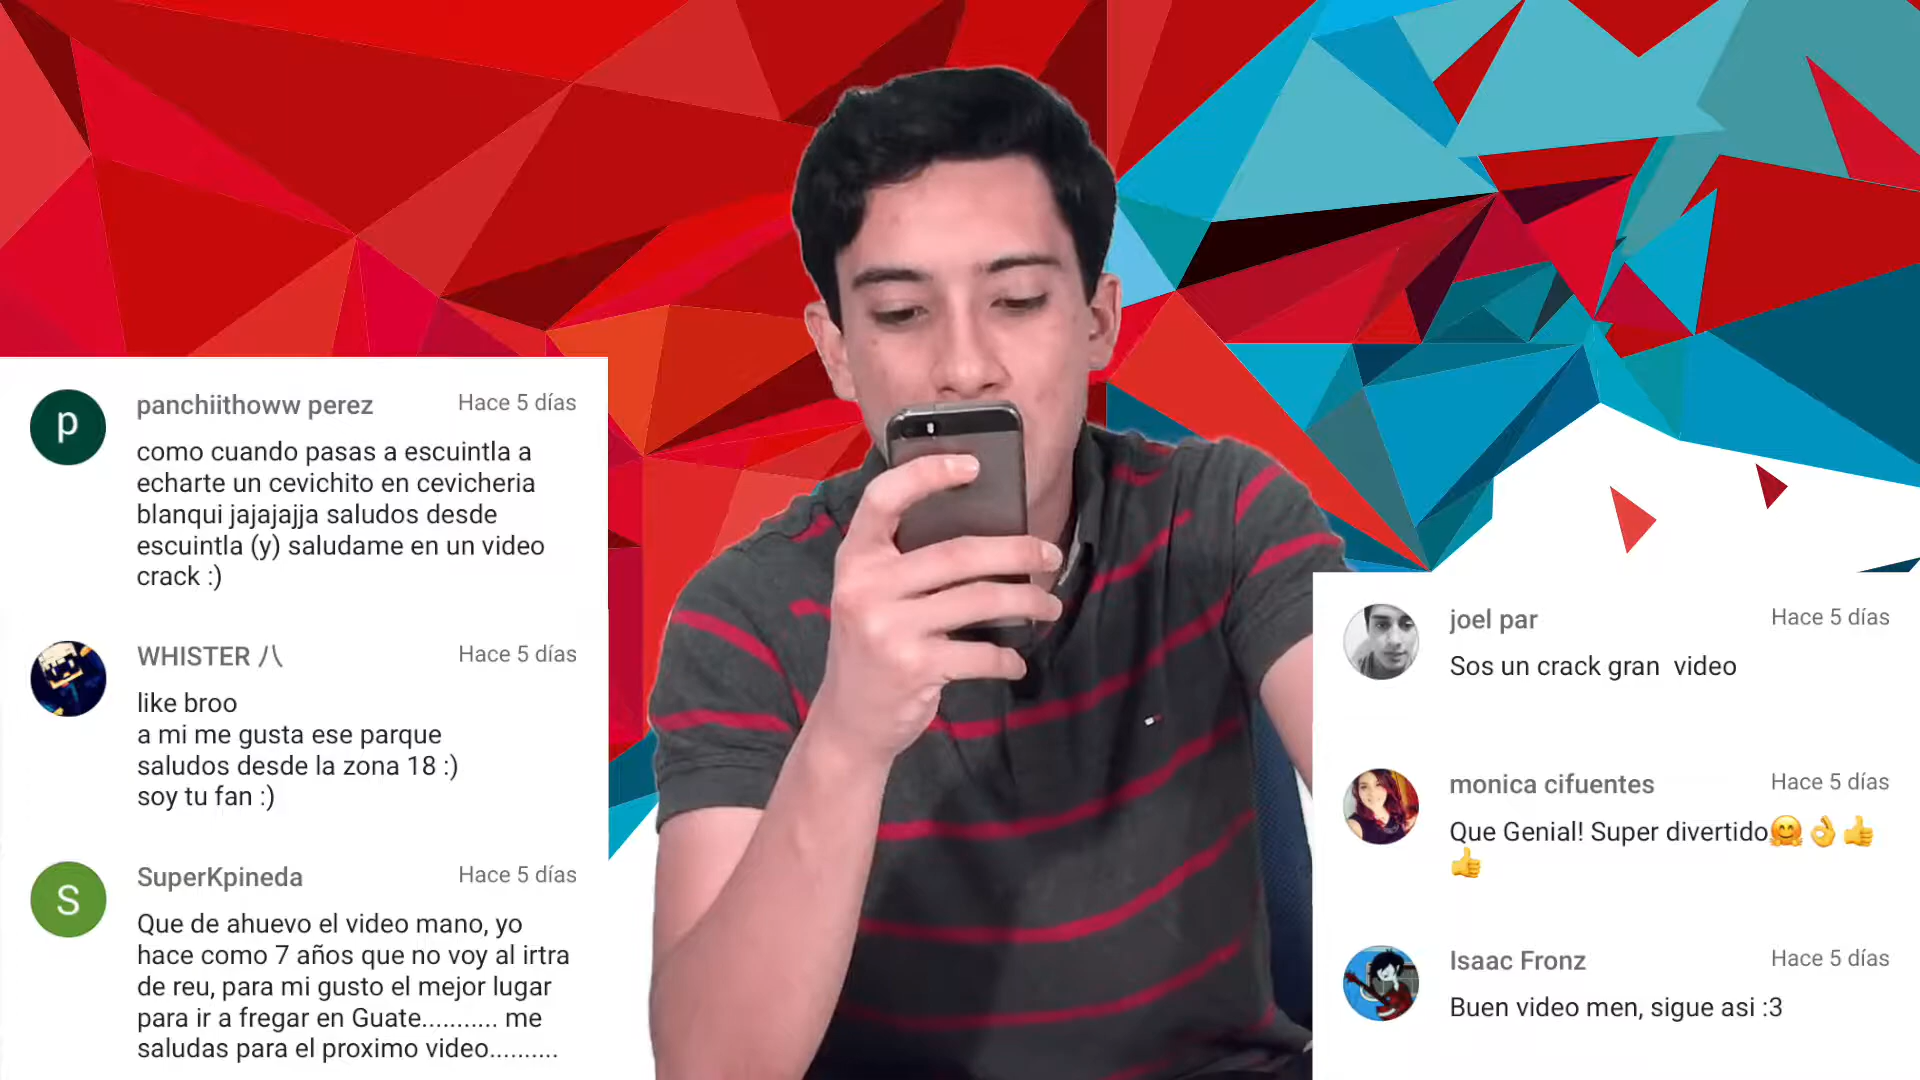 panchiithoww perez Hace 5 días
como cuando pasas a escuintla a
echarte un cevichito en cevicheria
blanqui jajajajja saludos desde
escuintla (y) saludame en un video
crack :)
WHISTER 八 Hace 5 días
like broo
a mi me gusta ese parque
saludos desde la zona 18 :)
soy tu fan :)
SuperKpineda Hace 5 días
Que de ahuevo el video mano, yo
hace como 7 años que no voy al irtra
de reu, para mi gusto el mejor lugar
para ir a fregar en Guate........... me
saludas para el proximo video..........
joel par Hace 5 días
Sos un crack gran  video
monica cifuentes Hace 5 días
Que Genial! Super divertido🤗👌👍
👍
Isaac Fronz Hace 5 días
Buen video men, sigue asi :3
P
S